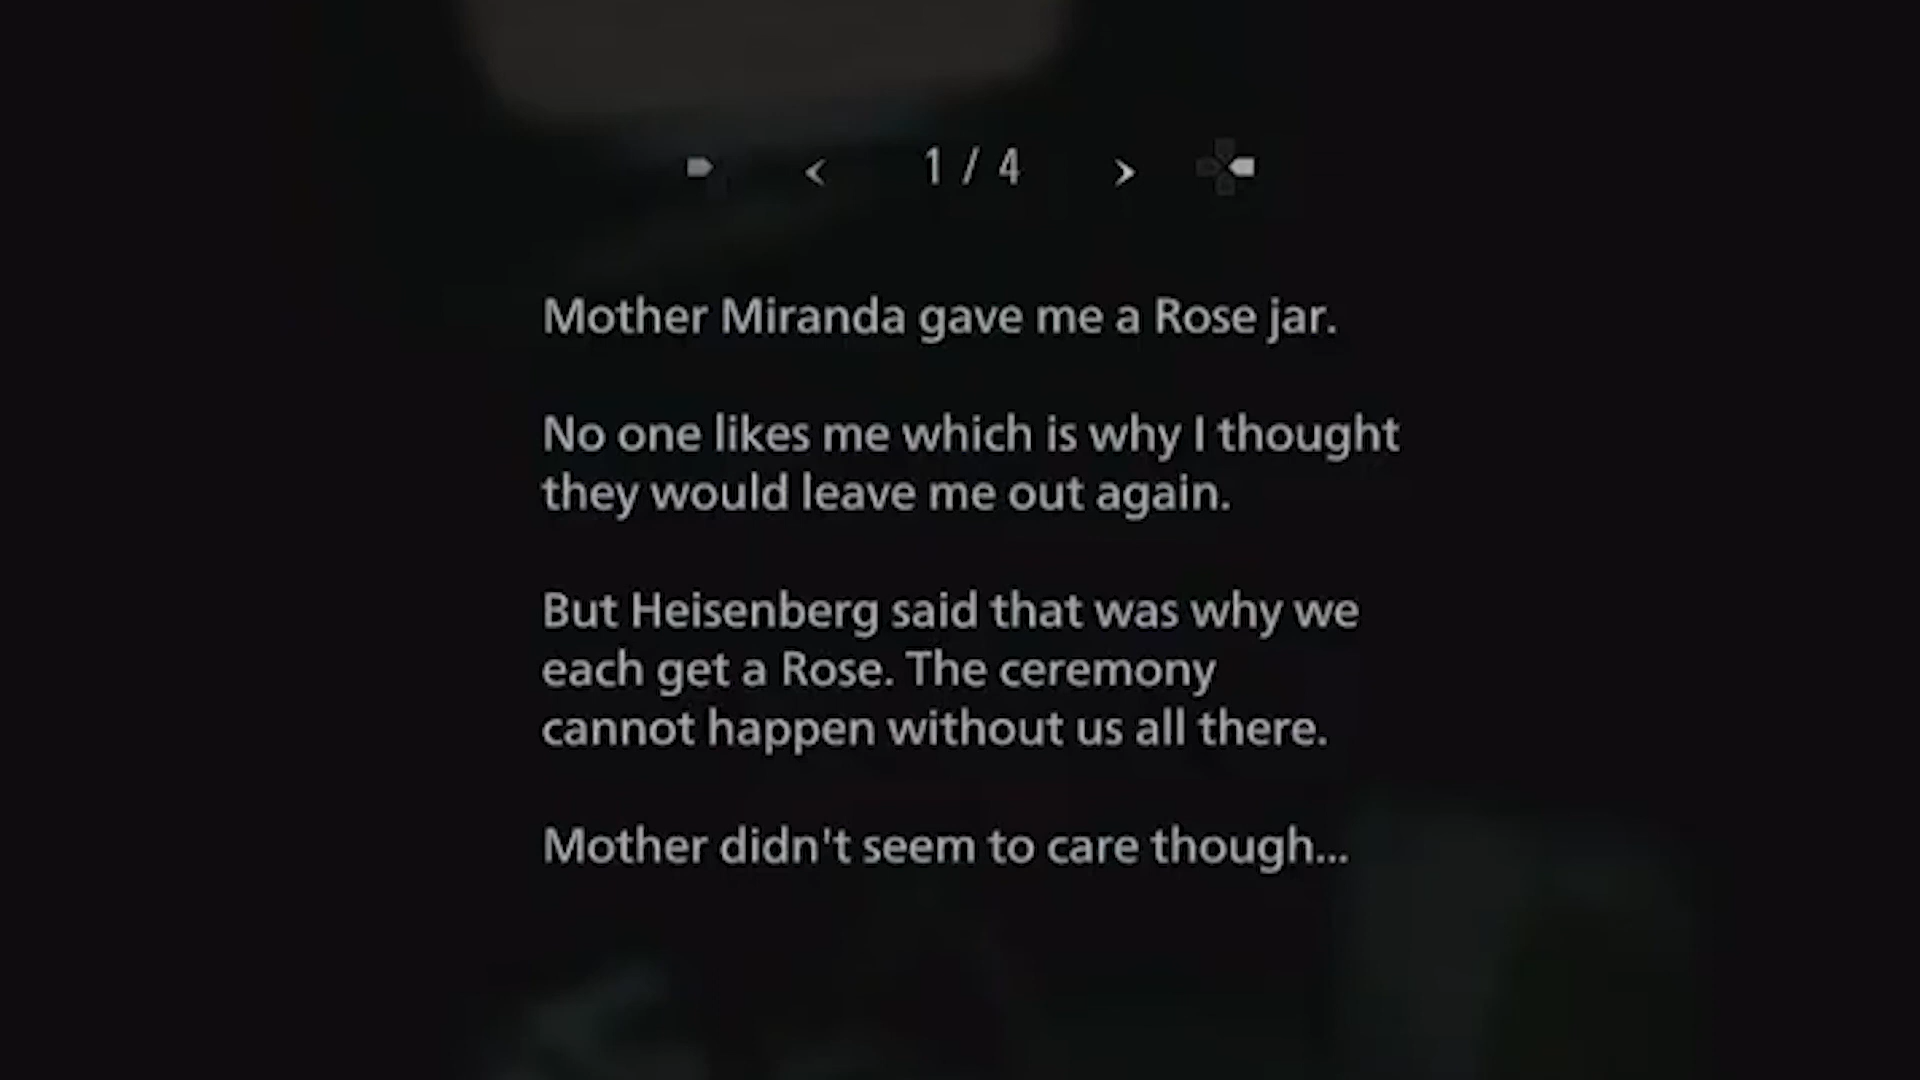 1 / 4
Mother Miranda gave me a Rose jar.
No one likes me which is why I thought
they would leave me out again.
But Heisenberg said that was why we
each get a Rose. The ceremony
cannot happen without us all there.
Mother didn't seem to care though...